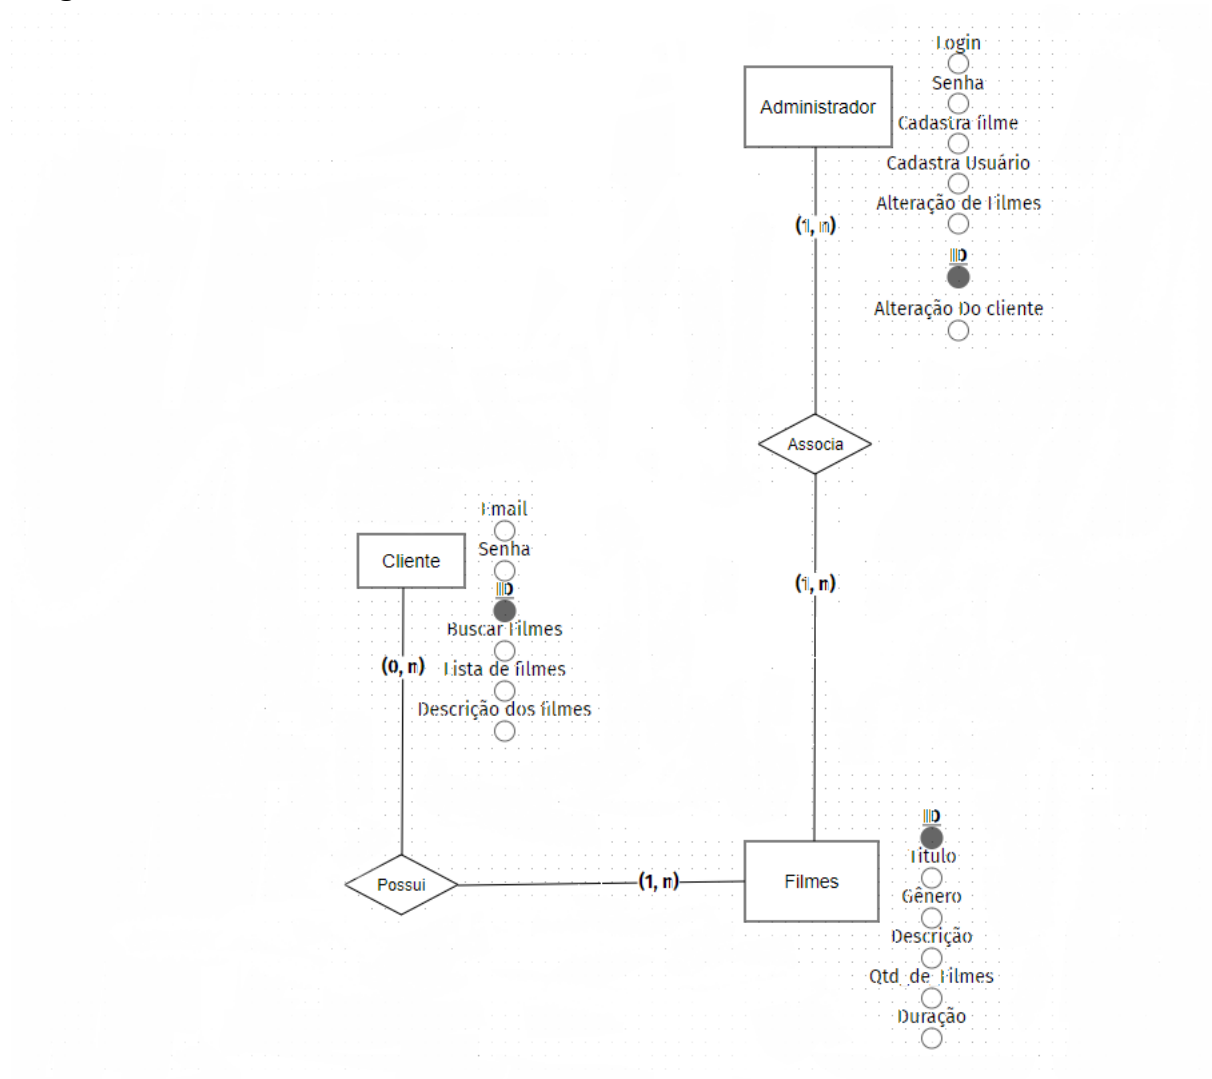 Login
Administrador
Senha
Cadastra filme
Cadastra Usuário
Alteração de Filmes
(1, n)
ID
Alteração Do cliente
Associa
Email
Senha
Cliente
(1, n)
ID
Buscar Filmes
(0, n)
Lista de filmes
Descrição dos filmes
ID
Titulo
Possui
(1, n)
Filmes
Gênero
Descrição
Qtd. de Filmes
Duração